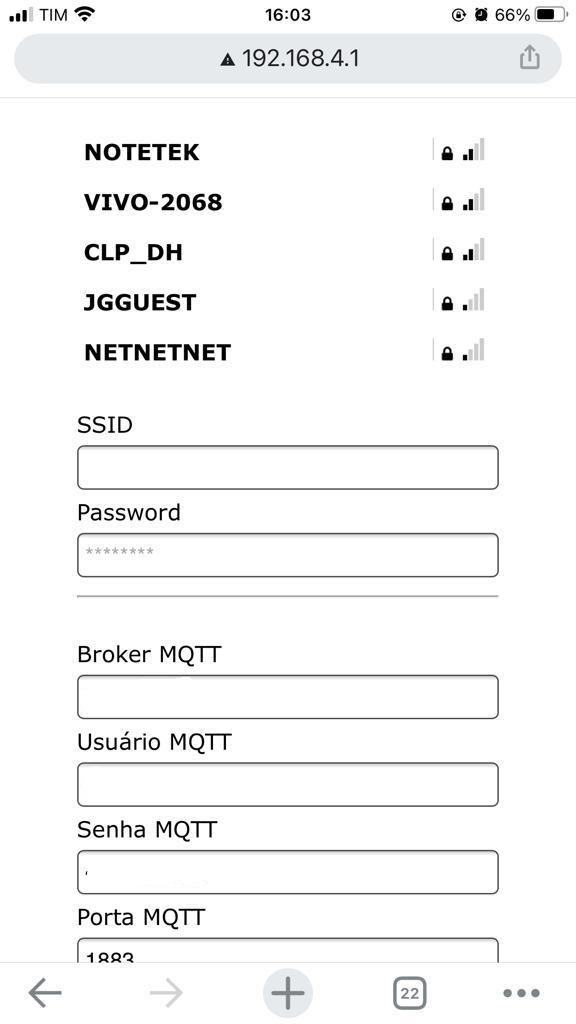 TIM 16:03 66%
192.168.4.1
NOTETEK
VIVO-2068
CLP_DH
JGGUEST
NETNETNET
SSID
Password
********
Broker MQTT
Usuário MQTT
Senha MQTT
Porta MQTT
1883
22